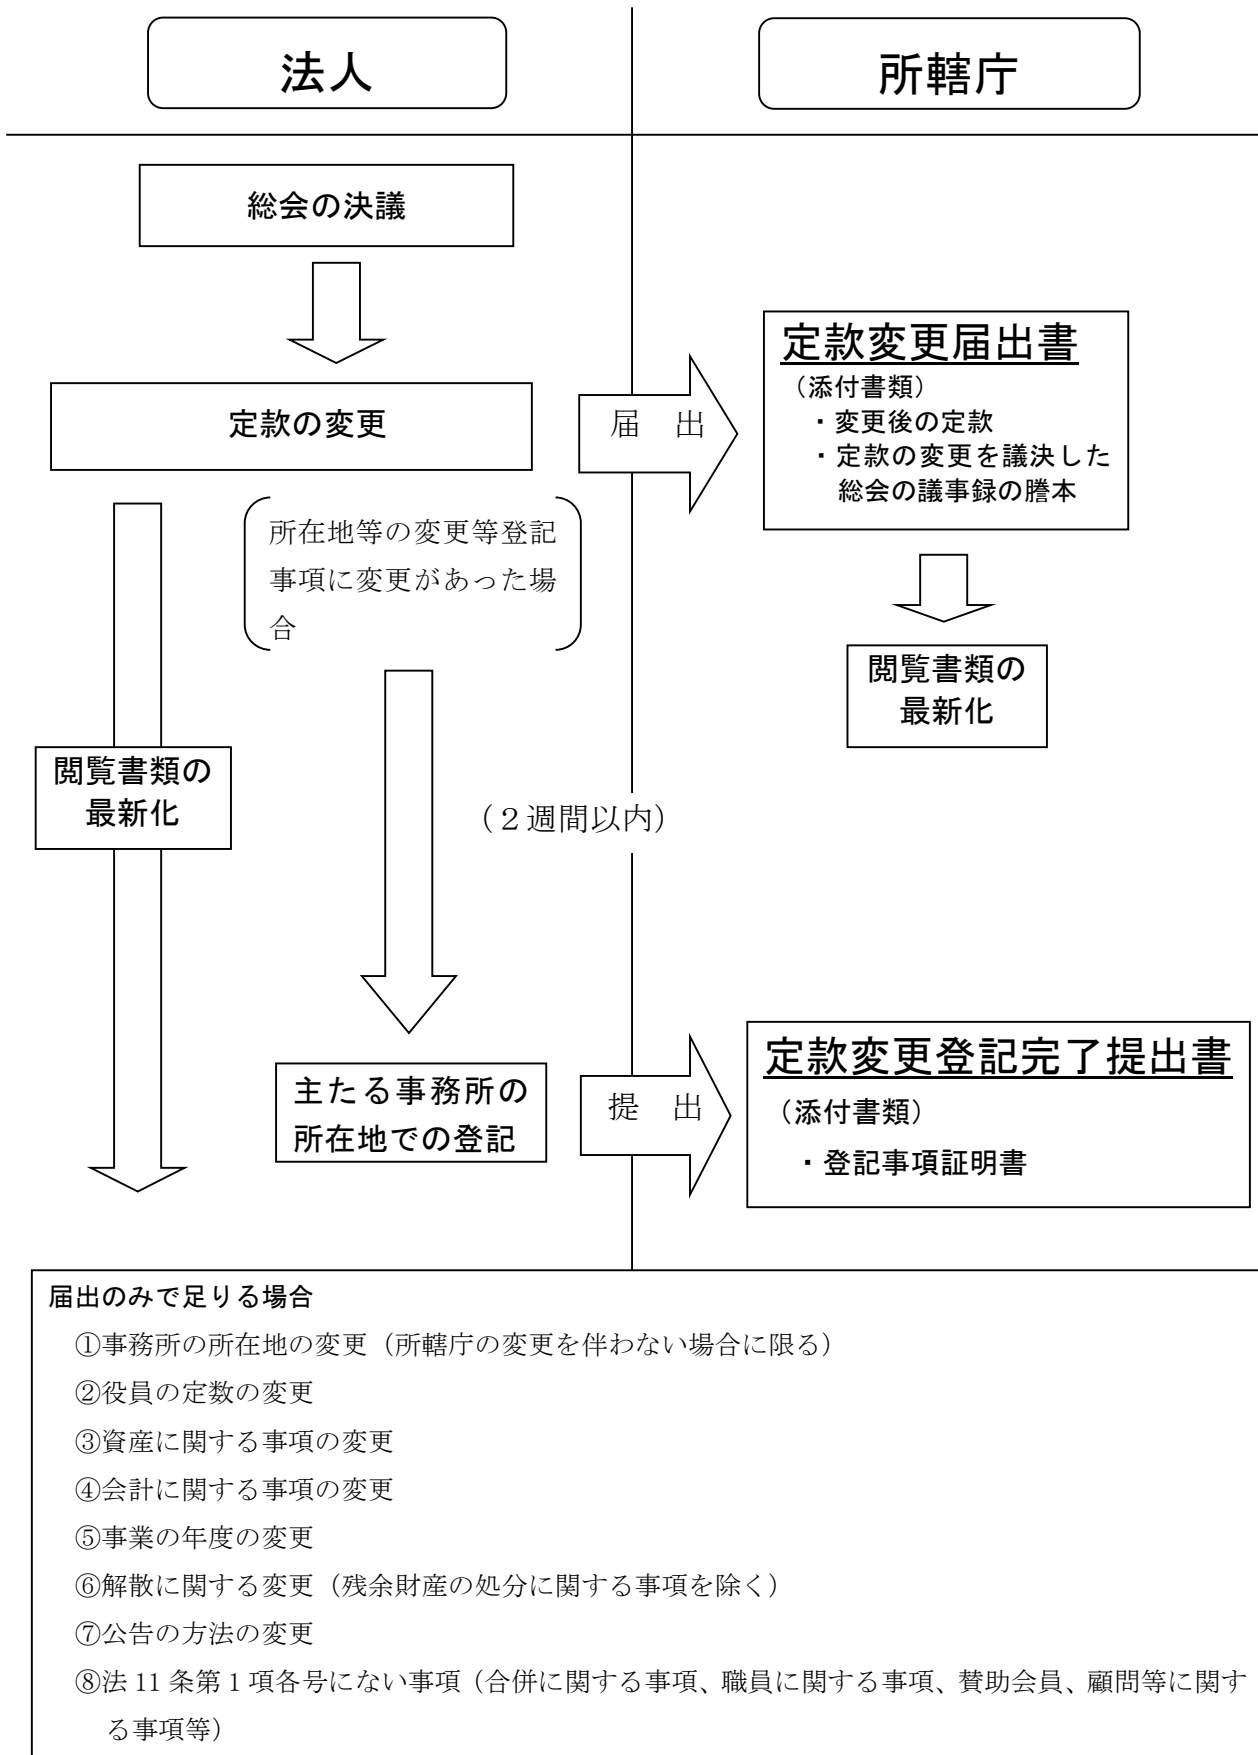 法人
所轄庁
総会の決議
定款の変更
届　出
定款変更届出書
（添付書類）
・変更後の定款
・定款の変更を議決した
総会の議事録の謄本
所在地等の変更等登記
事項に変更があった場
合
閲覧書類の
最新化
閲覧書類の
最新化
（２週間以内）
主たる事務所の
所在地での登記
提　出
定款変更登記完了提出書
（添付書類）
・登記事項証明書
届出のみで足りる場合
①事務所の所在地の変更（所轄庁の変更を伴わない場合に限る）
②役員の定数の変更
③資産に関する事項の変更
④会計に関する事項の変更
⑤事業の年度の変更
⑥解散に関する変更（残余財産の処分に関する事項を除く）
⑦公告の方法の変更
⑧法 11 条第 1 項各号にない事項（合併に関する事項、職員に関する事項、賛助会員、顧問等に関す
る事項等）